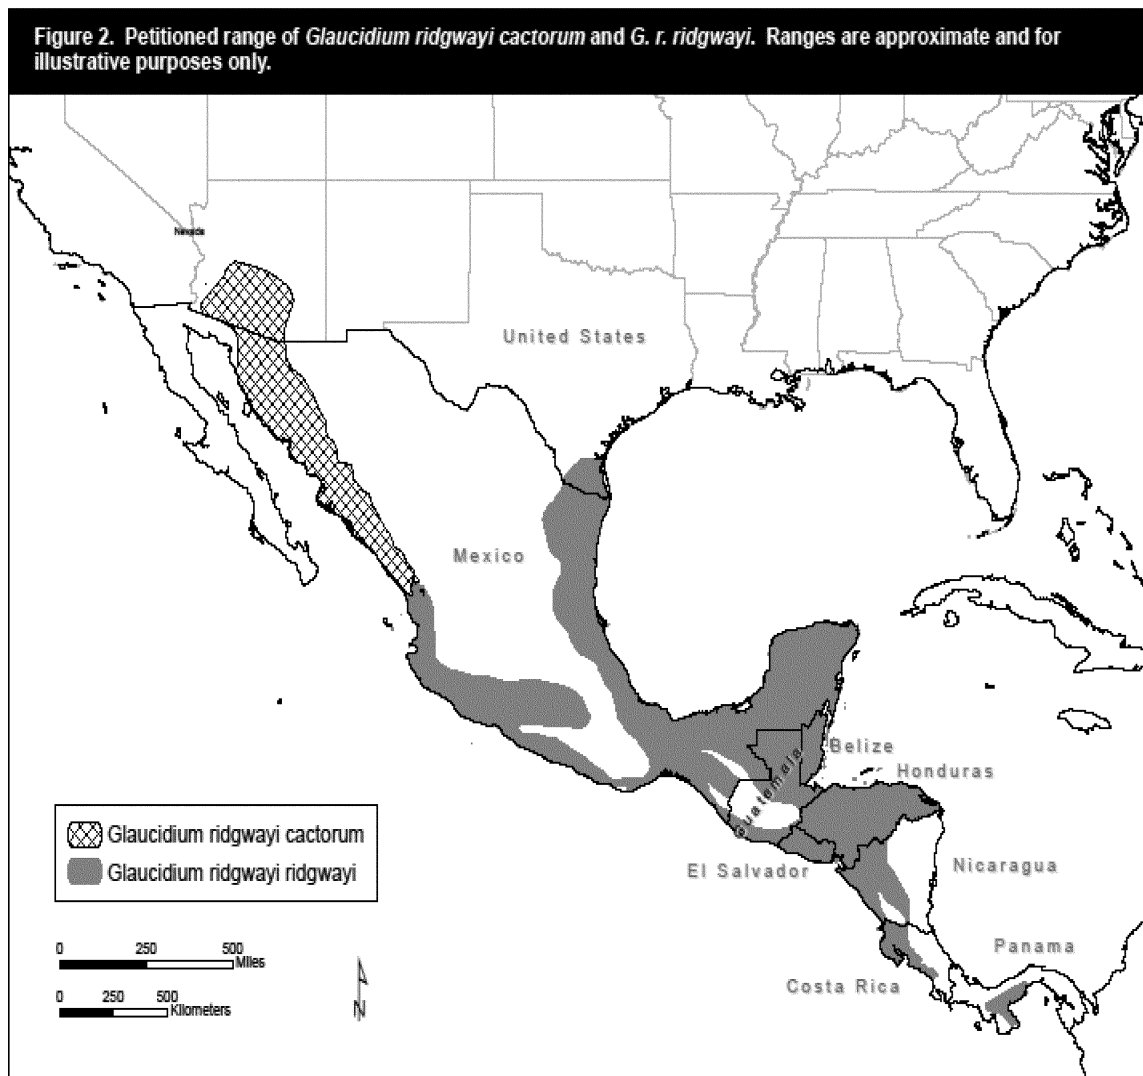 Figure 2. Petitioned range of Glaucidium ridgwayi cactorum and G. r. ridgwayi. Ranges are approximate and for
illustrative purposes only.
Nevada
United States
Mexico
Belize
Honduras
Guatemala
El Salvador
Nicaragua
Panama
Costa Rica
Glaucidium ridgwayi cactorum
Glaucidium ridgwayi ridgwayi
0 250 500
Miles
0 250 500
Kilometers
N